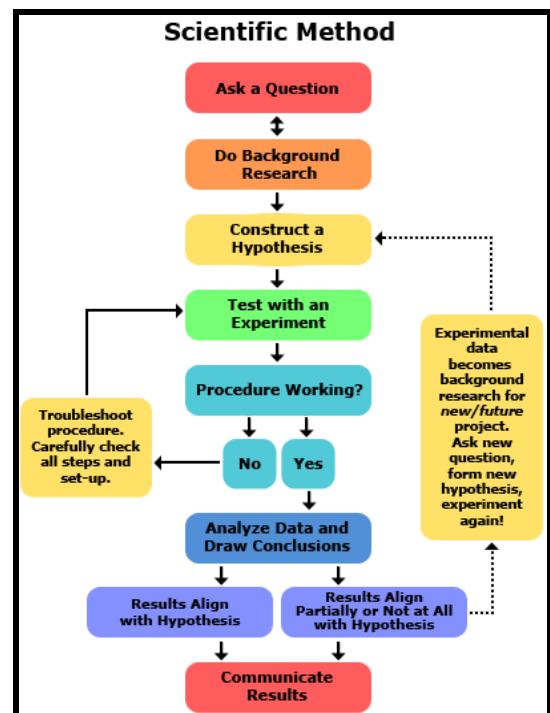 Scientific Method
Ask a Question
Do Background
Research
Construct a
Hypothesis
Test with an
Experiment
Procedure Working?
No
Yes
Troubleshoot
procedure.
Carefully check
all steps and
set-up.
Analyze Data and
Draw Conclusions
Results Align
with Hypothesis
Results Align
Partially or Not at All
with Hypothesis
Experimental
data
becomes
background
research for
new/future
project.
Ask new
question,
form new
hypothesis,
experiment
again!
Communicate
Results